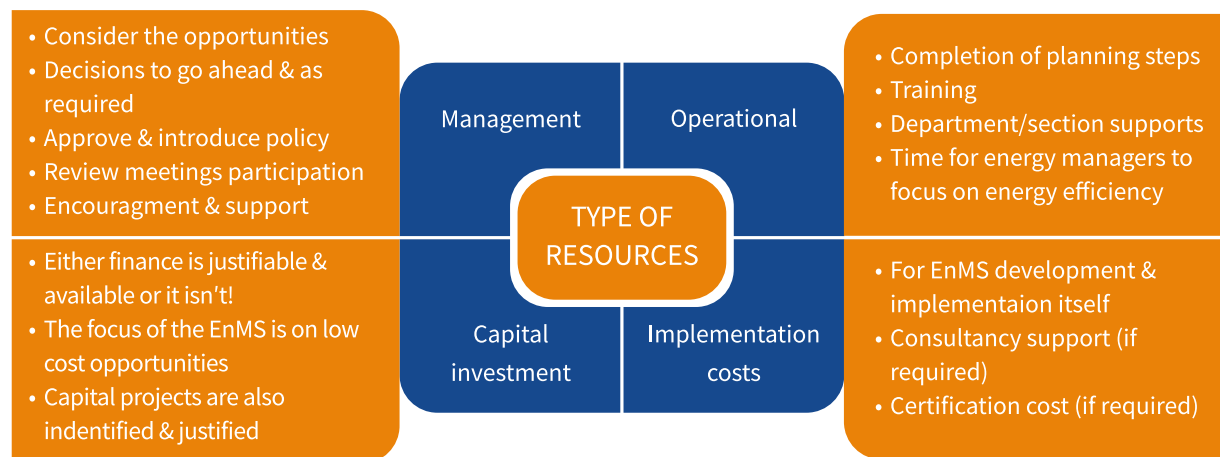 • Consider the opportunities
• Decisions to go ahead & as
required
• Approve & introduce policy
• Review meetings participation
• Encouragment & support
Management
Operational
• Completion of planning steps
• Training
• Department/section supports
• Time for energy managers to
focus on energy efficiency
TYPE OF
RESOURCES
• Either finance is justifiable &
available or it isn't!
• The focus of the EnMS is on low
cost opportunities
• Capital projects are also
indentified & justified
Capital
investment
Implementation
costs
• For EnMS development &
implementaion itself
• Consultancy support (if
required)
• Certification cost (if required)